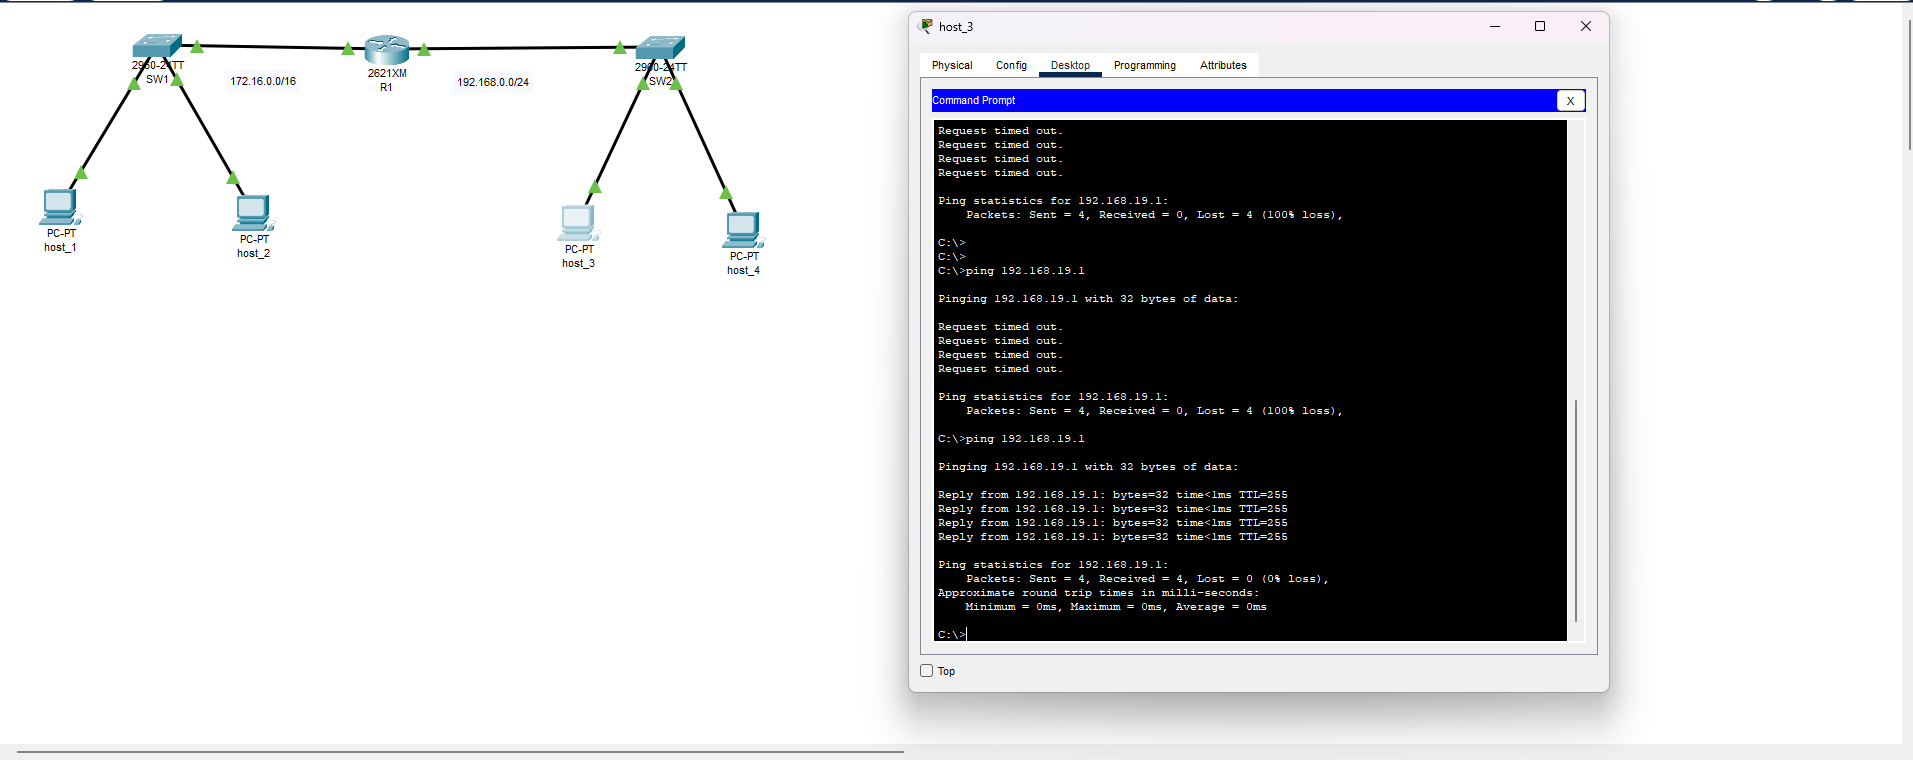 2960-24TT
SW1
172.16.0.0/16
2621XM
R1
192.168.0.0/24
2960-24TT
SW2
PC-PT
host_1
PC-PT
host_2
PC-PT
host_3
PC-PT
host_4
host_3
Physical Config Desktop Programming Attributes
Command Prompt X
Request timed out.
Request timed out.
Request timed out.
Request timed out.
Ping statistics for 192.168.19.1:
Packets: Sent = 4, Received = 0, Lost = 4 (100% loss),
C:\>
C:\>
C:\>ping 192.168.19.1
Pinging 192.168.19.1 with 32 bytes of data:
Request timed out.
Request timed out.
Request timed out.
Request timed out.
Ping statistics for 192.168.19.1:
Packets: Sent = 4, Received = 0, Lost = 4 (100% loss),
C:\>ping 192.168.19.1
Pinging 192.168.19.1 with 32 bytes of data:
Reply from 192.168.19.1: bytes=32 time<1ms TTL=255
Reply from 192.168.19.1: bytes=32 time<1ms TTL=255
Reply from 192.168.19.1: bytes=32 time<1ms TTL=255
Reply from 192.168.19.1: bytes=32 time<1ms TTL=255
Ping statistics for 192.168.19.1:
Packets: Sent = 4, Received = 4, Lost = 0 (0% loss),
Approximate round trip times in milli-seconds:
Minimum = 0ms, Maximum = 0ms, Average = 0ms
C:\>
Top